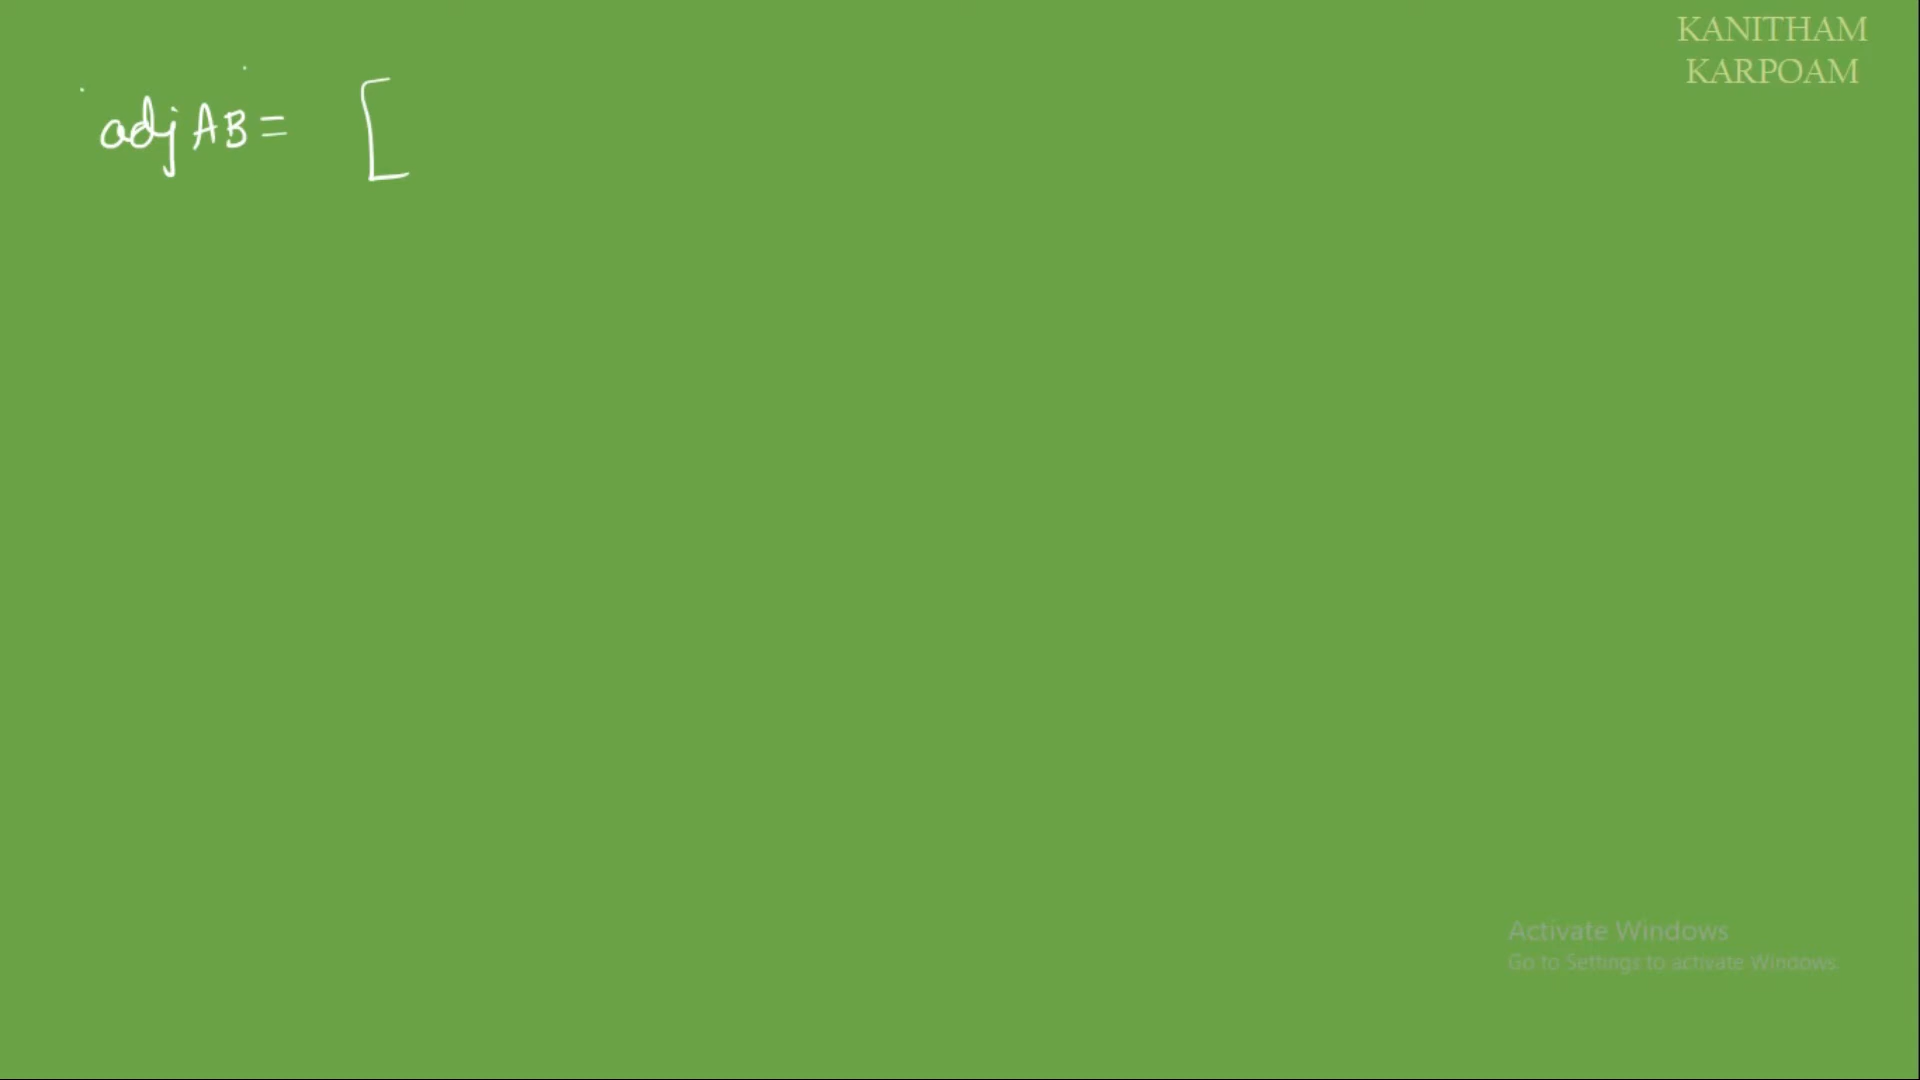 KANITHAM
KARPOAM
adj AB = [
Activate Windows
Go to Settings to activate Windows.